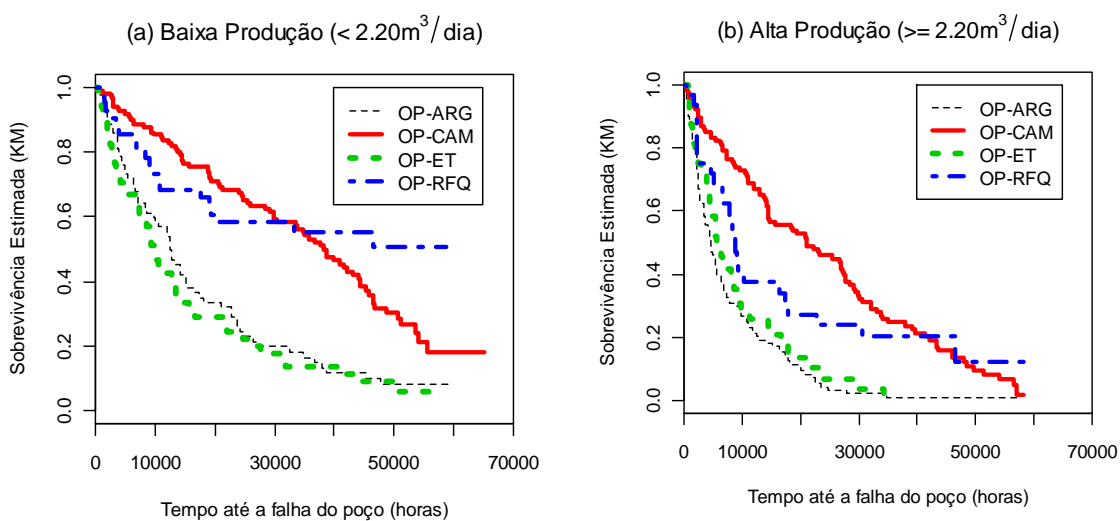 (a) Baixa Produção (< 2.20m³/ dia)
Sobrevivência Estimada (KM)
1.0
0.8
0.6
0.4
0.2
0.0
OP-ARG
OP-CAM
OP-ET
OP-RFQ
0 10000 30000 50000 70000
Tempo até a falha do poço (horas)
(b) Alta Produção (>= 2.20m³/ dia)
Sobrevivência Estimada (KM)
1.0
0.8
0.6
0.4
0.2
0.0
OP-ARG
OP-CAM
OP-ET
OP-RFQ
0 10000 30000 50000 70000
Tempo até a falha do poço (horas)